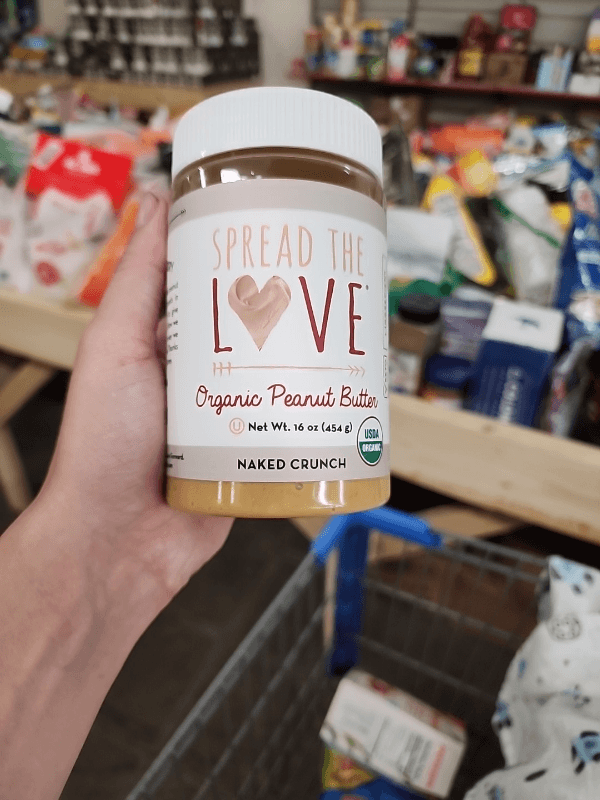 SPREAD THE
LOVE
Organic Peanut Butter
U Net Wt. 16 oz (454 g)
USDA
ORGANIC
NAKED CRUNCH